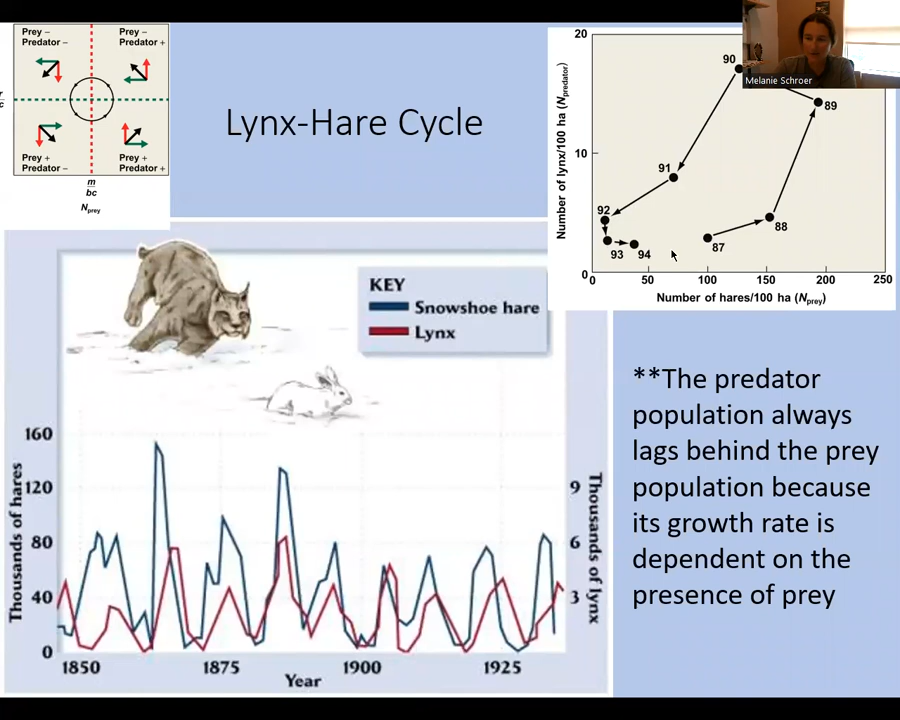 Prey –
Predator –
Prey –
Predator +
Prey +
Predator –
Prey +
Predator +
r
c
m
bc
Nprey
Lynx-Hare Cycle
Number of lynx/100 ha (Npredator)
20
10
0
90
89
91
92
93
94
87
88
0
50
100
150
200
250
Number of hares/100 ha (Nprey)
Melanie Schroer
KEY
Snowshoe hare
Lynx
Thousands of hares
160
120
80
40
0
9
6
3
Thousands of lynx
1850
1875
1900
1925
Year
**The predator
population always
lags behind the prey
population because
its growth rate is
dependent on the
presence of prey